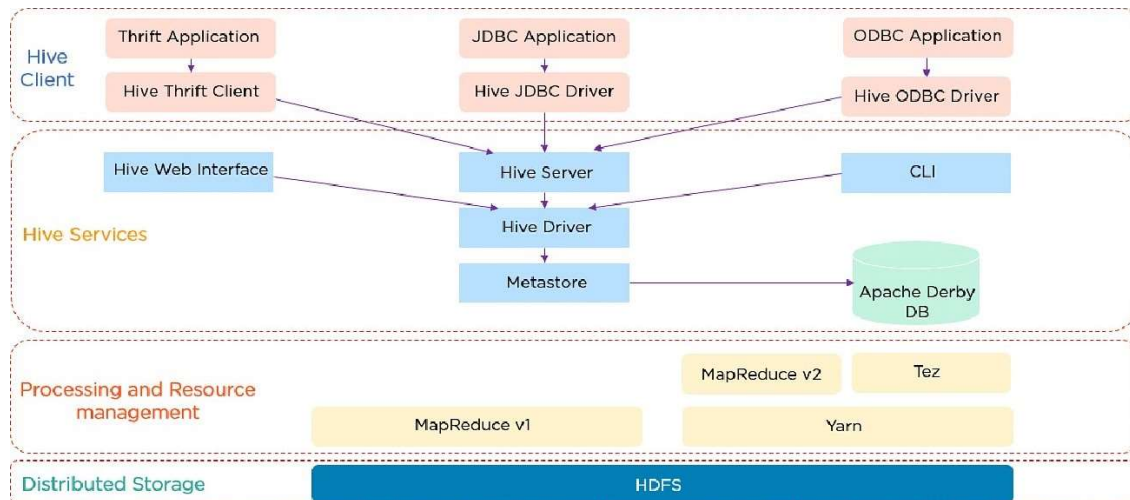 Thrift Application
JDBC Application
ODBC Application
Hive
Client
Hive Thrift Client
Hive JDBC Driver
Hive ODBC Driver
Hive Web Interface
Hive Server
CLI
Hive Services
Hive Driver
Metastore
Apache Derby
DB
Processing and Resource
management
MapReduce v2
Tez
MapReduce v1
Yarn
Distributed Storage
HDFS